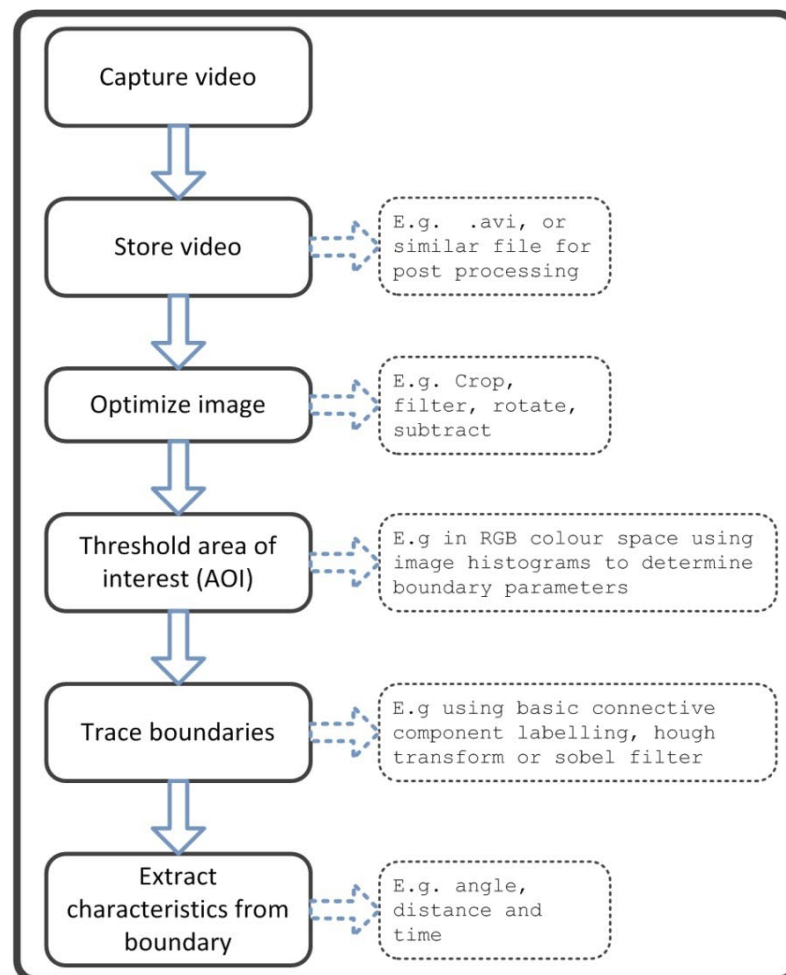 Capture video
Store video
E.g.  .avi, or
similar file for
post processing
Optimize image
E.g. Crop,
filter, rotate,
subtract
Threshold area of
interest (AOI)
E.g in RGB colour space using
image histograms to determine
boundary parameters
Trace boundaries
E.g using basic connective
component labelling, hough
transform or sobel filter
Extract
characteristics from
boundary
E.g. angle,
distance and
time